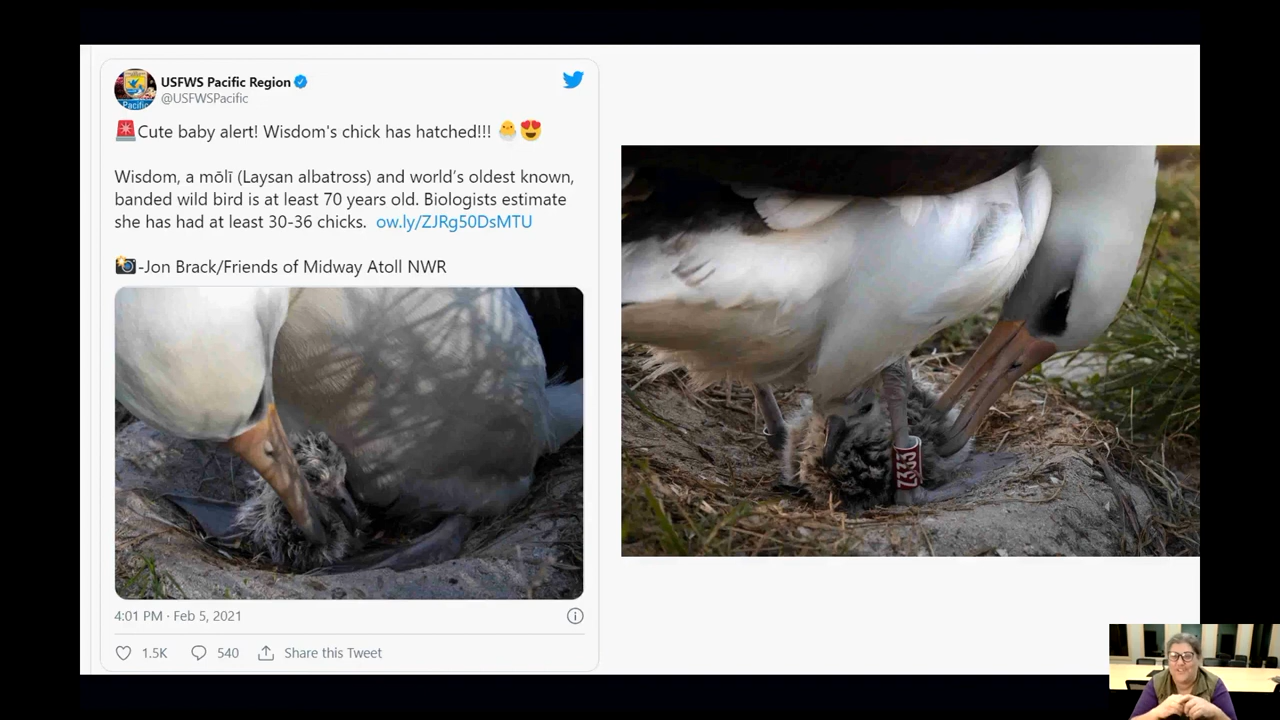 USFWS Pacific Region
@USFWSPacific
Pacific
🚨Cute baby alert! Wisdom's chick has hatched!!! 🐣😍
Wisdom, a mōlī (Laysan albatross) and world's oldest known,
banded wild bird is at least 70 years old. Biologists estimate
she has had at least 30-36 chicks. ow.ly/ZJRg50DsMTU
📸-Jon Brack/Friends of Midway Atoll NWR
4:01 PM · Feb 5, 2021
1.5K 540 Share this Tweet
Z333